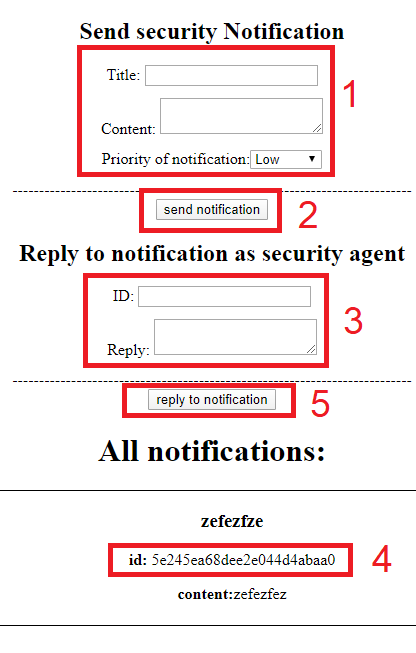 Send security Notification
Title:
1
Content:
Priority of notification: Low
send notification
2
Reply to notification as security agent
ID:
3
Reply:
reply to notification
5
All notifications:
zefezfze
id: 5e245ea68dee2e044d4abaa0
4
content:zefezfez